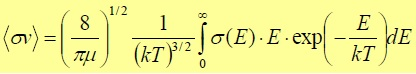 ⟨σv⟩ = (8/πμ)^{1/2} 1/(kT)^{3/2} ∫_0^∞ σ(E) · E · exp(−E/kT)dE